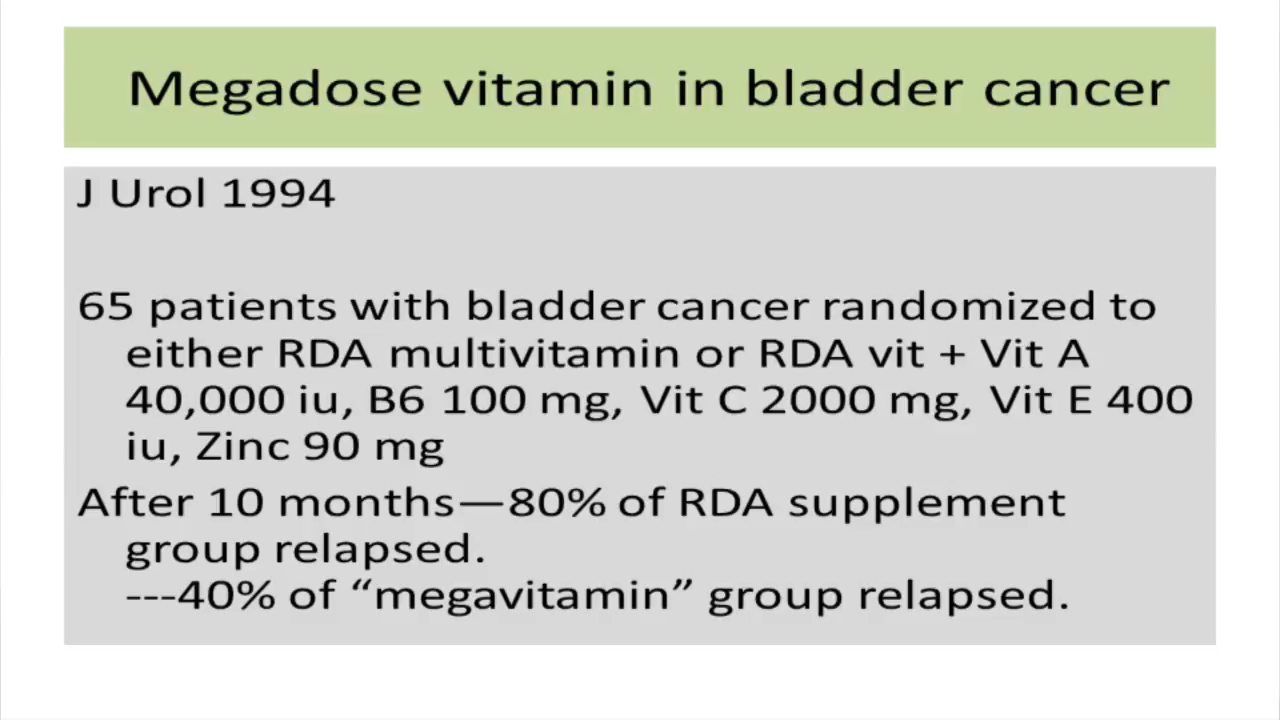 Megadose vitamin in bladder cancer
J Urol 1994
65 patients with bladder cancer randomized to
either RDA multivitamin or RDA vit + Vit A
40,000 iu, B6 100 mg, Vit C 2000 mg, Vit E 400
iu, Zinc 90 mg
After 10 months—80% of RDA supplement
group relapsed.
---40% of “megavitamin” group relapsed.